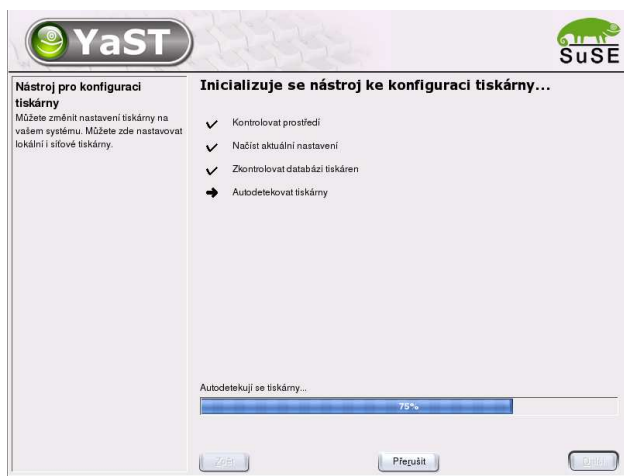 YaST
SuSE
Nástroj pro konfiguraci
tiskárny
Můžete změnit nastavení tiskárny na
vašem systému. Můžete zde nastavovat
lokální i síťové tiskárny.
Inicializuje se nástroj ke konfiguraci tiskárny...
Kontrolovat prostředí
Načíst aktuální nastavení
Zkontrolovat databázi tiskáren
Autodetekovat tiskárny
Autodetekují se tiskárny...
75%
Zpět
Přerušit